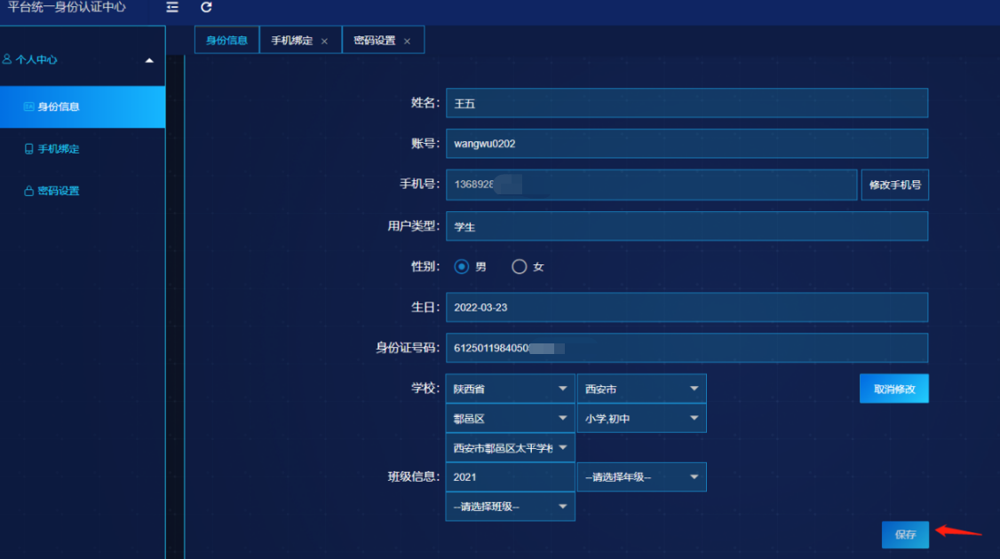 平台统一身份认证中心
身份信息 手机绑定 × 密码设置 ×
个人中心
身份信息
手机绑定
密码设置
姓名: 王五
账号: wangwu0202
手机号: 1368928 修改手机号
用户类型: 学生
性别: 男 女
生日: 2022-03-23
身份证号码: 6125011984050
学校: 陕西省 西安市 取消修改
鄠邑区 小学,初中
西安市鄠邑区太平学校
班级信息: 2021 --请选择年级--
--请选择班级--
保存